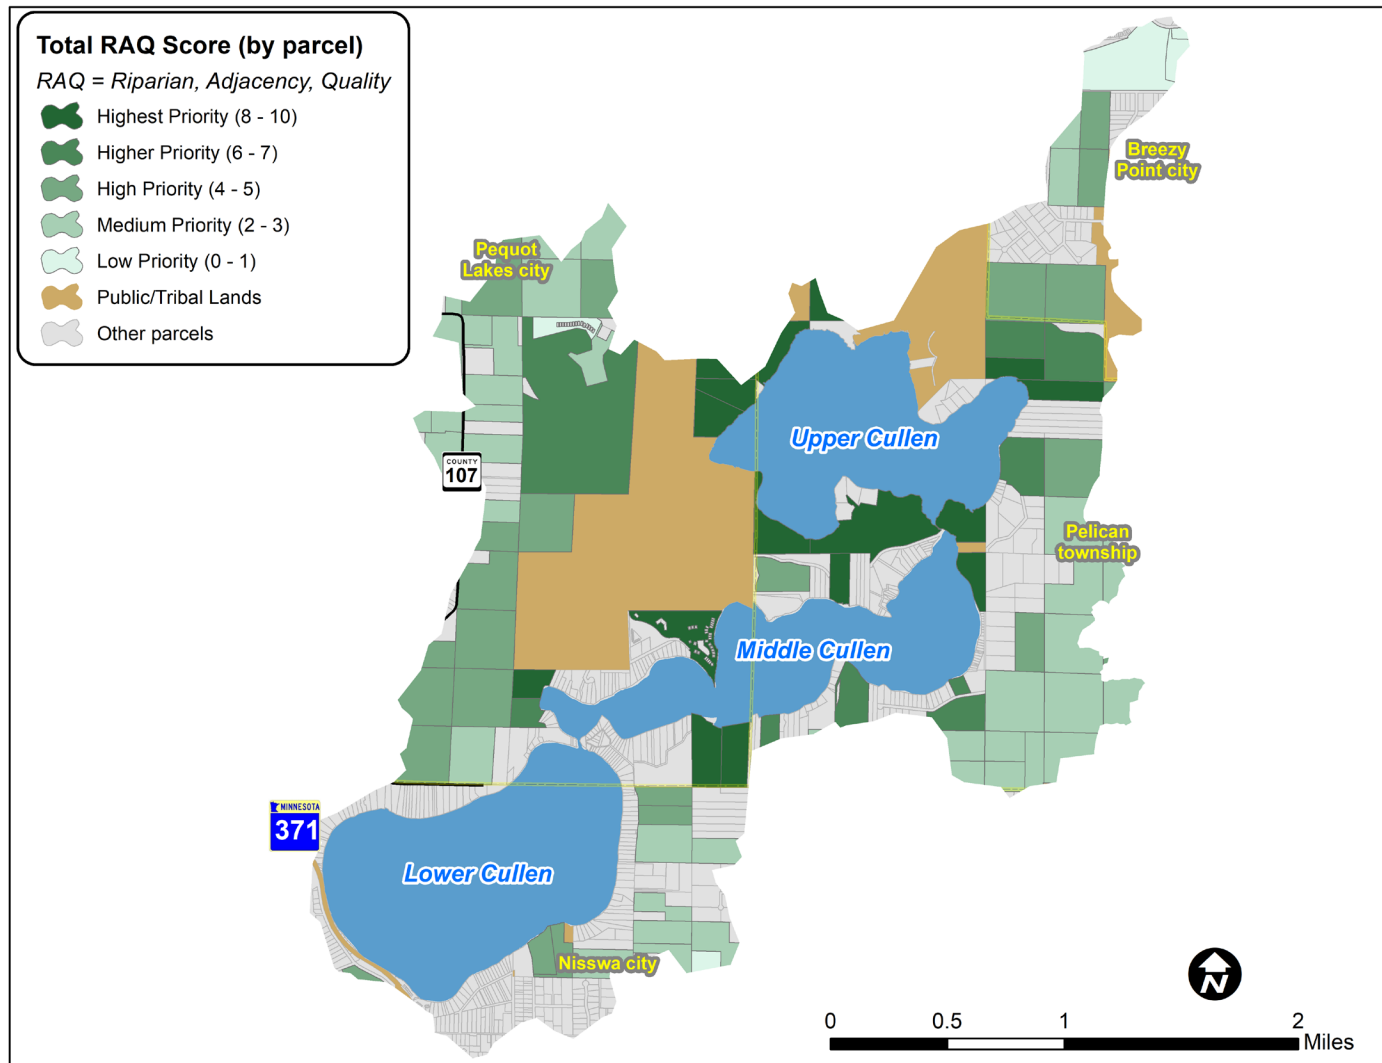 Total RAQ Score (by parcel)
RAQ = Riparian, Adjacency, Quality
Highest Priority (8 - 10)
Higher Priority (6 - 7)
High Priority (4 - 5)
Medium Priority (2 - 3)
Low Priority (0 - 1)
Public/Tribal Lands
Other parcels
Breezy
Point city
Pequot
Lakes city
Upper Cullen
COUNTY
107
Pelican
township
Middle Cullen
MINNESOTA
371
Lower Cullen
Nisswa city
N
0 0.5 1 2
Miles